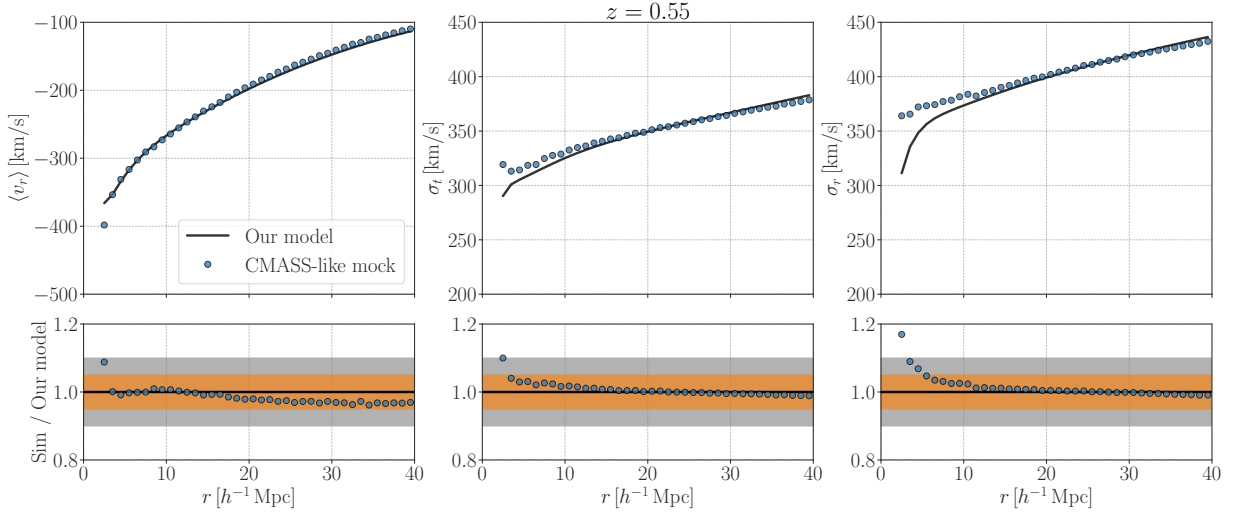 z = 0.55
⟨v_r⟩ [km/s]
−100
−200
−300
−400
−500
Our model
CMASS-like mock
σ_t [km/s]
450
400
350
300
250
200
σ_r [km/s]
450
400
350
300
250
200
Sim / Our model
1.2
1.0
0.8
0 10 20 30 40
r [h⁻¹ Mpc]
1.2
1.0
0.8
0 10 20 30 40
r [h⁻¹ Mpc]
1.2
1.0
0.8
0 10 20 30 40
r [h⁻¹ Mpc]